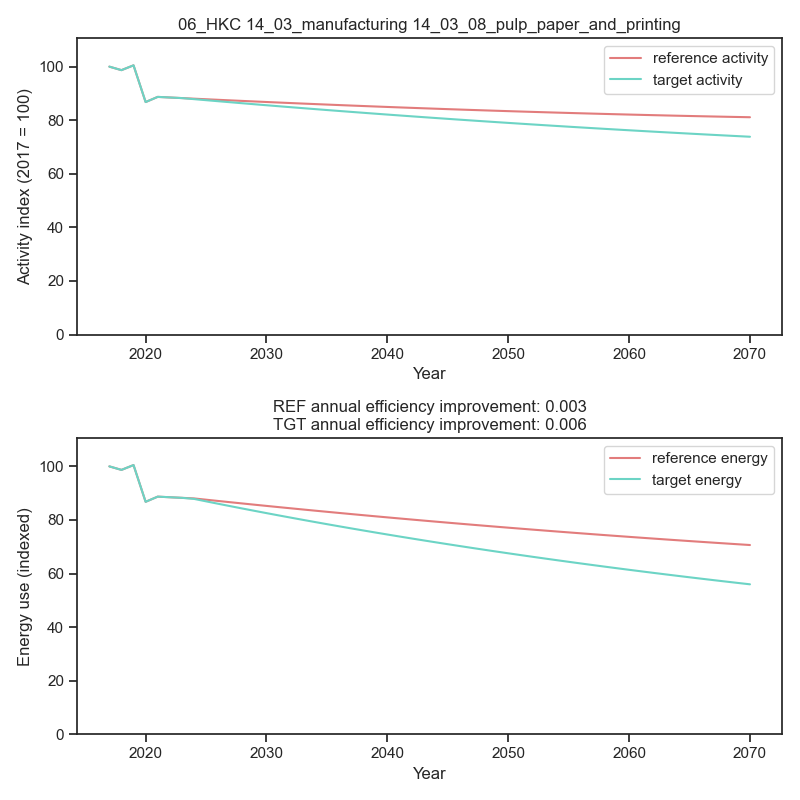 06_HKC 14_03_manufacturing 14_03_08_pulp_paper_and_printing
reference activity
target activity
Activity index (2017 = 100)
100
80
60
40
20
0
2020 2030 2040 2050 2060 2070
Year
REF annual efficiency improvement: 0.003
TGT annual efficiency improvement: 0.006
reference energy
target energy
Energy use (indexed)
100
80
60
40
20
0
2020 2030 2040 2050 2060 2070
Year